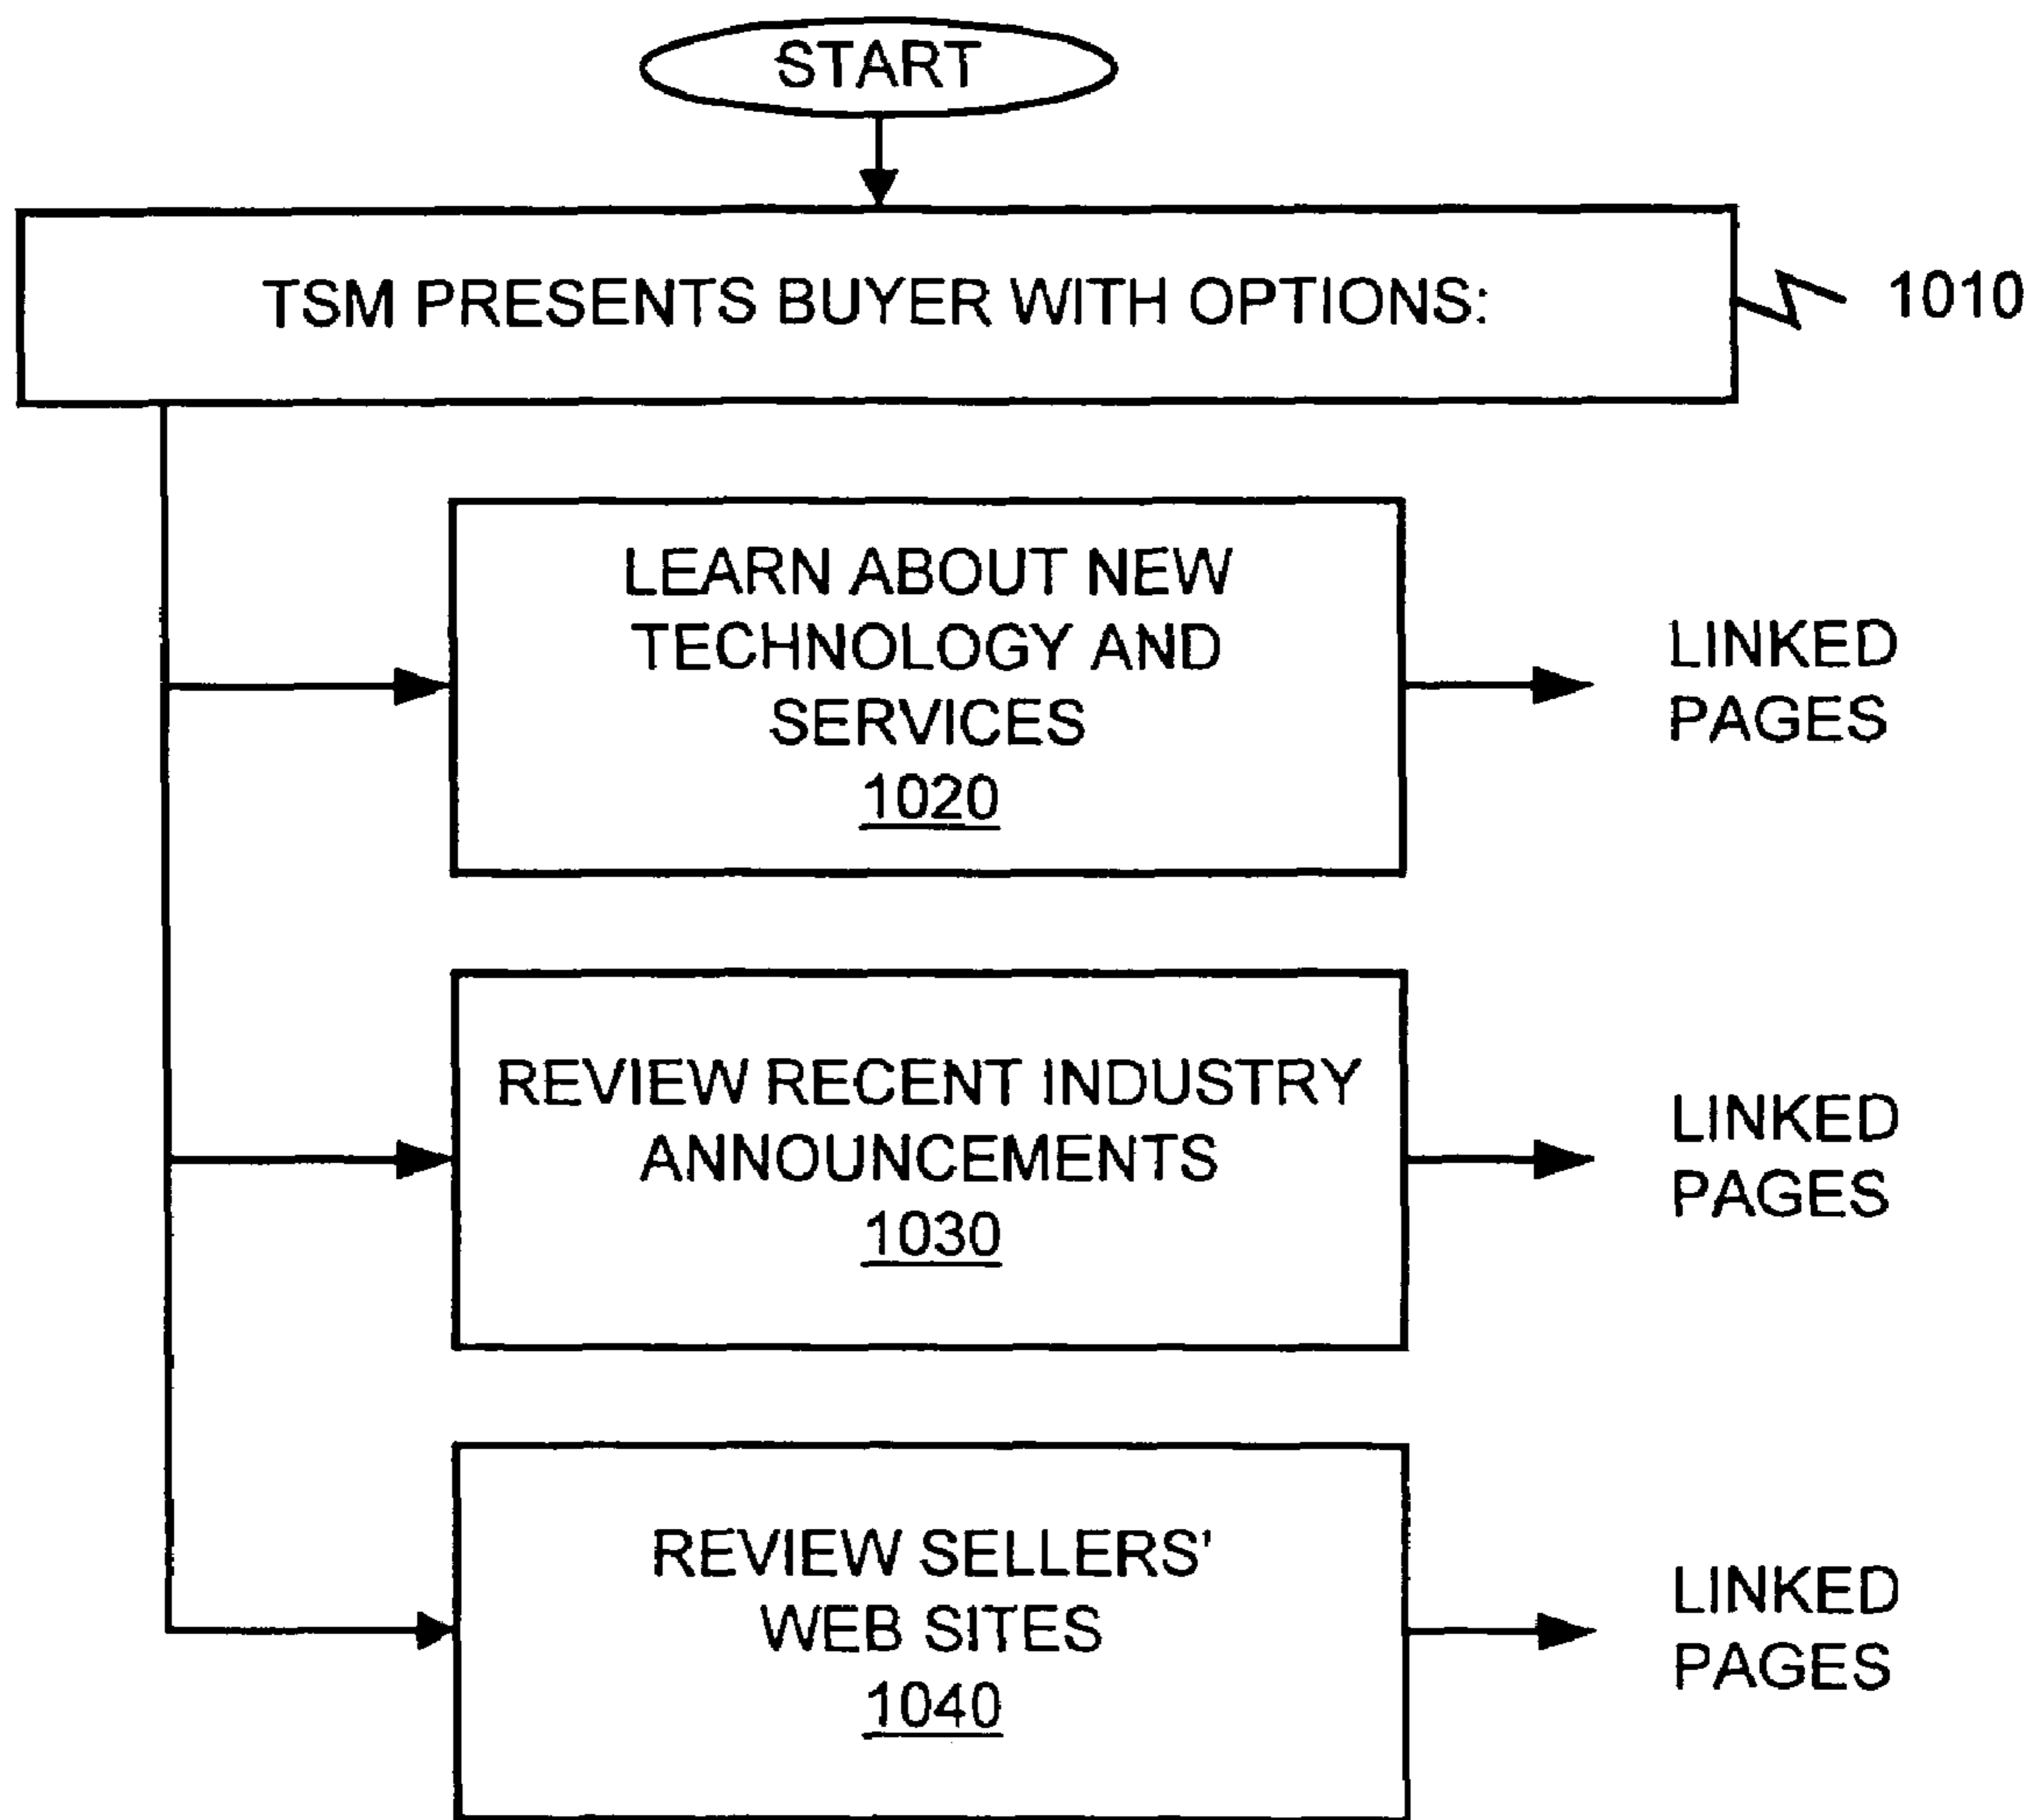 START
TSM PRESENTS BUYER WITH OPTIONS:
1010
LEARN ABOUT NEW
TECHNOLOGY AND
SERVICES
1020
LINKED
PAGES
REVIEW RECENT INDUSTRY
ANNOUNCEMENTS
1030
LINKED
PAGES
REVIEW SELLERS'
WEB SITES
1040
LINKED
PAGES